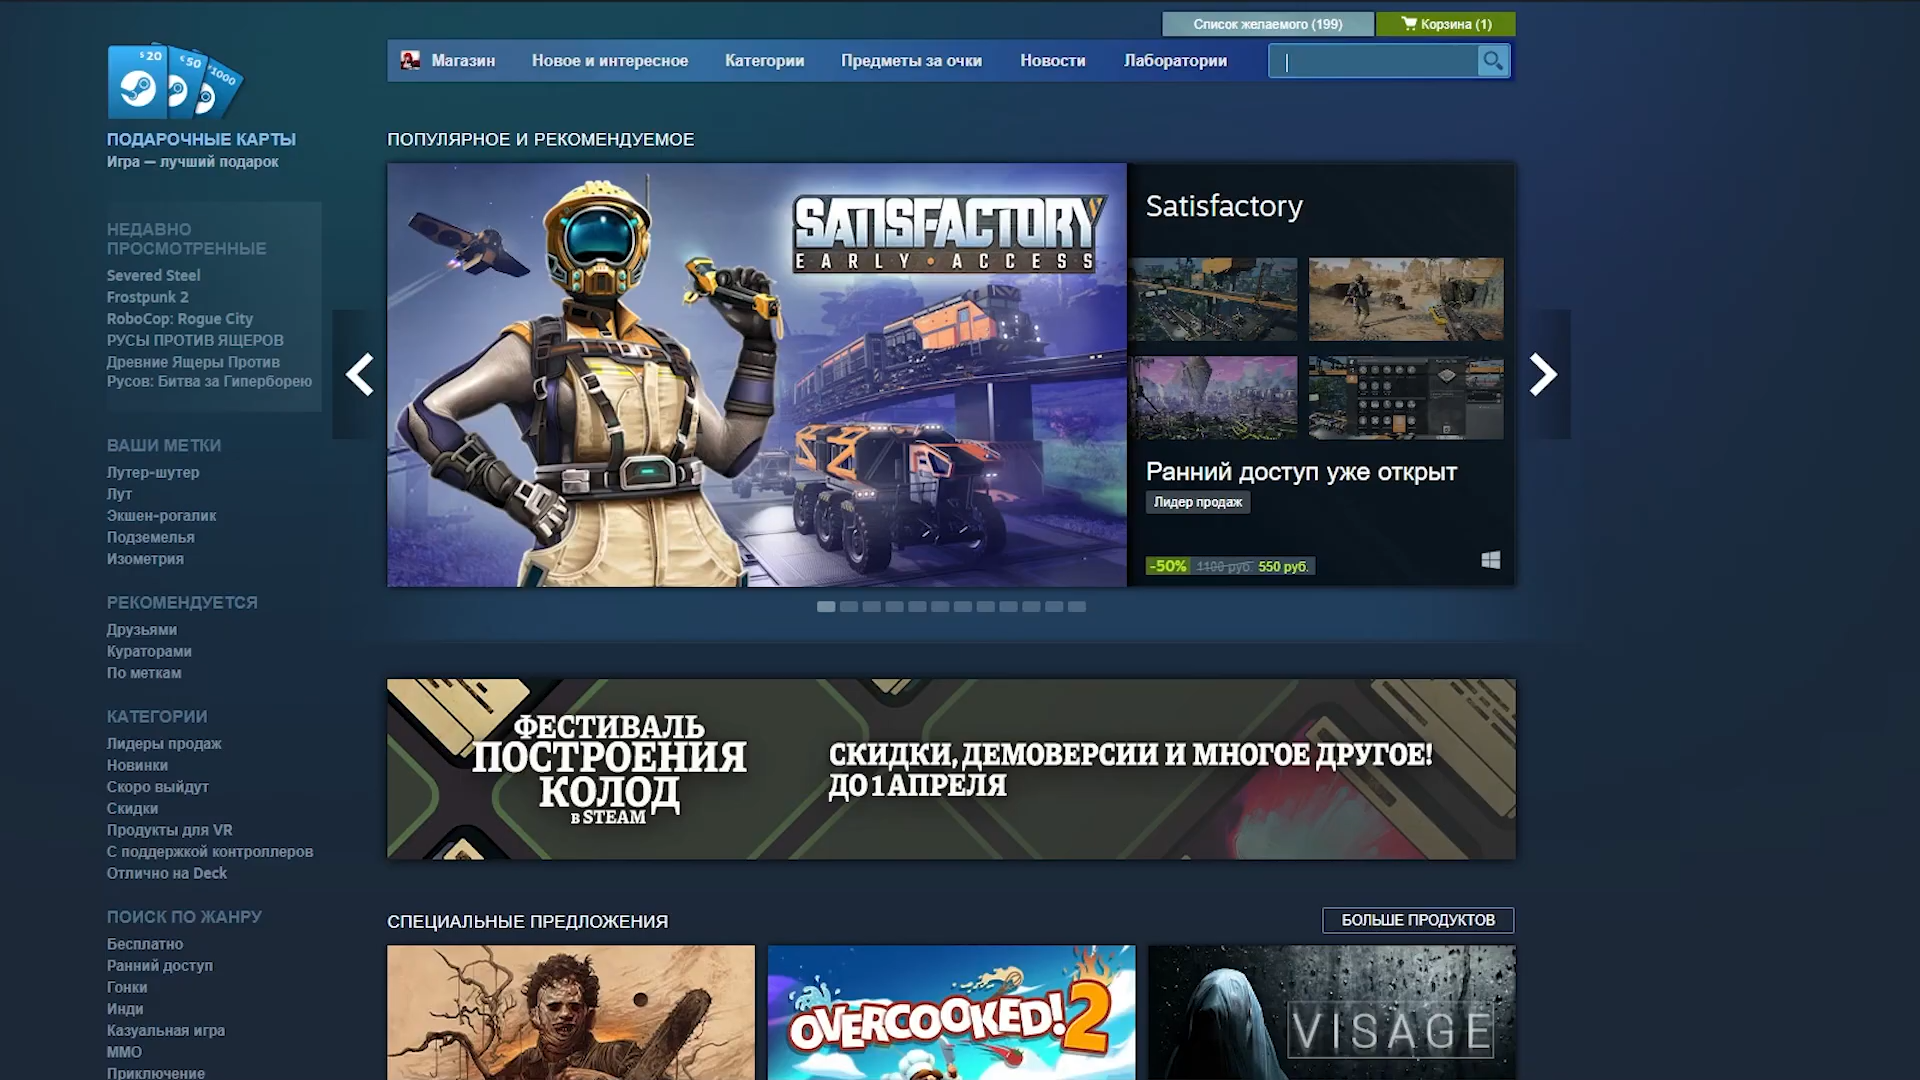 Список желаемого (199)
Корзина (1)
Магазин
Новое и интересное
Категории
Предметы за очки
Новости
Лаборатории
$20
€50
₽1000
ПОДАРОЧНЫЕ КАРТЫ
Игра — лучший подарок
НЕДАВНО
ПРОСМОТРЕННЫЕ
Severed Steel
Frostpunk 2
RoboCop: Rogue City
РУСЫ ПРОТИВ ЯЩЕРОВ
Древние Ящеры Против
Русов: Битва за Гиперборею
ВАШИ МЕТКИ
Лутер-шутер
Лут
Экшен-рогалик
Подземелья
Изометрия
РЕКОМЕНДУЕТСЯ
Друзьями
Кураторами
По меткам
КАТЕГОРИИ
Лидеры продаж
Новинки
Скоро выйдут
Скидки
Продукты для VR
С поддержкой контроллеров
Отлично на Deck
ПОИСК ПО ЖАНРУ
Бесплатно
Ранний доступ
Гонки
Инди
Казуальная игра
ММО
Приключение
ПОПУЛЯРНОЕ И РЕКОМЕНДУЕМОЕ
SATISFACTORY
EARLY • ACCESS
Satisfactory
Ранний доступ уже открыт
Лидер продаж
-50% 1100 руб. 550 руб.
ФЕСТИВАЛЬ
ПОСТРОЕНИЯ
КОЛОД
в STEAM
СКИДКИ, ДЕМОВЕРСИИ И МНОГОЕ ДРУГОЕ!
ДО 1 АПРЕЛЯ
СПЕЦИАЛЬНЫЕ ПРЕДЛОЖЕНИЯ
БОЛЬШЕ ПРОДУКТОВ
OVERCOOKED! 2
VISAGE